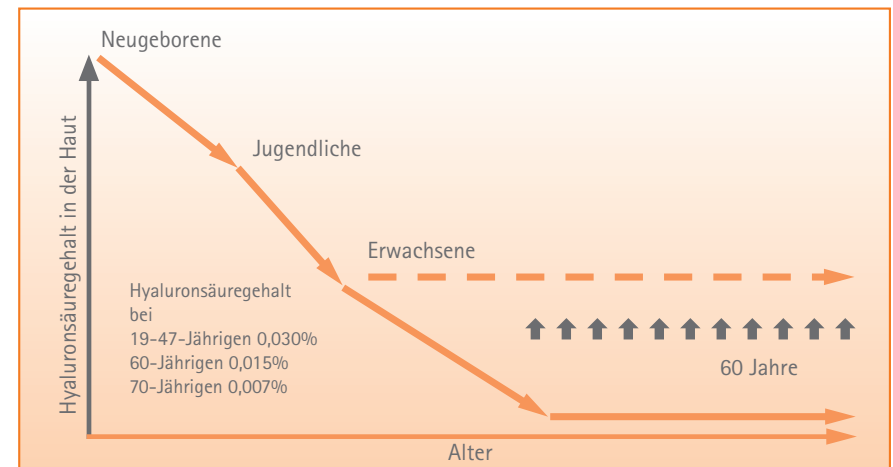 Neugeborene
Hyaluronsäuregehalt in der Haut
Jugendliche
Erwachsene
Hyaluronsäuregehalt
bei
19-47-Jährigen 0,030%
60-Jährigen 0,015%
70-Jährigen 0,007%
60 Jahre
Alter